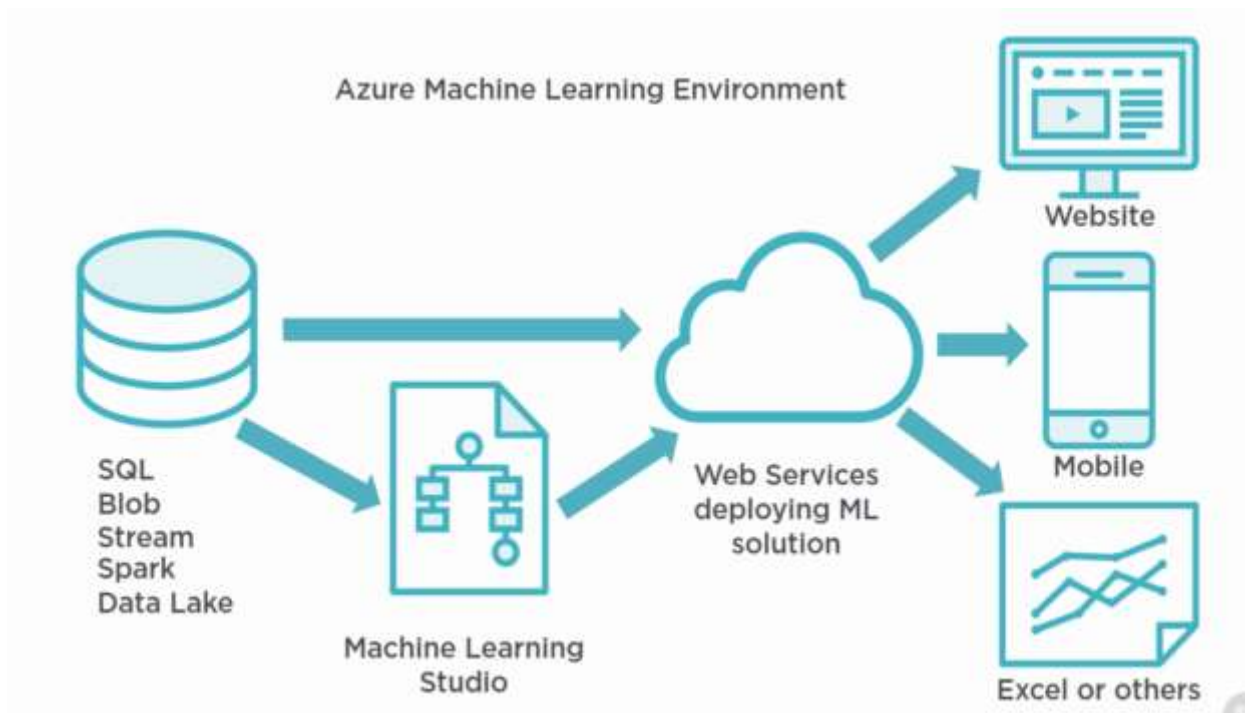 Azure Machine Learning Environment
Website
SQL
Blob
Stream
Spark
Data Lake
Machine Learning
Studio
Web Services
deploying ML
solution
Mobile
Excel or others